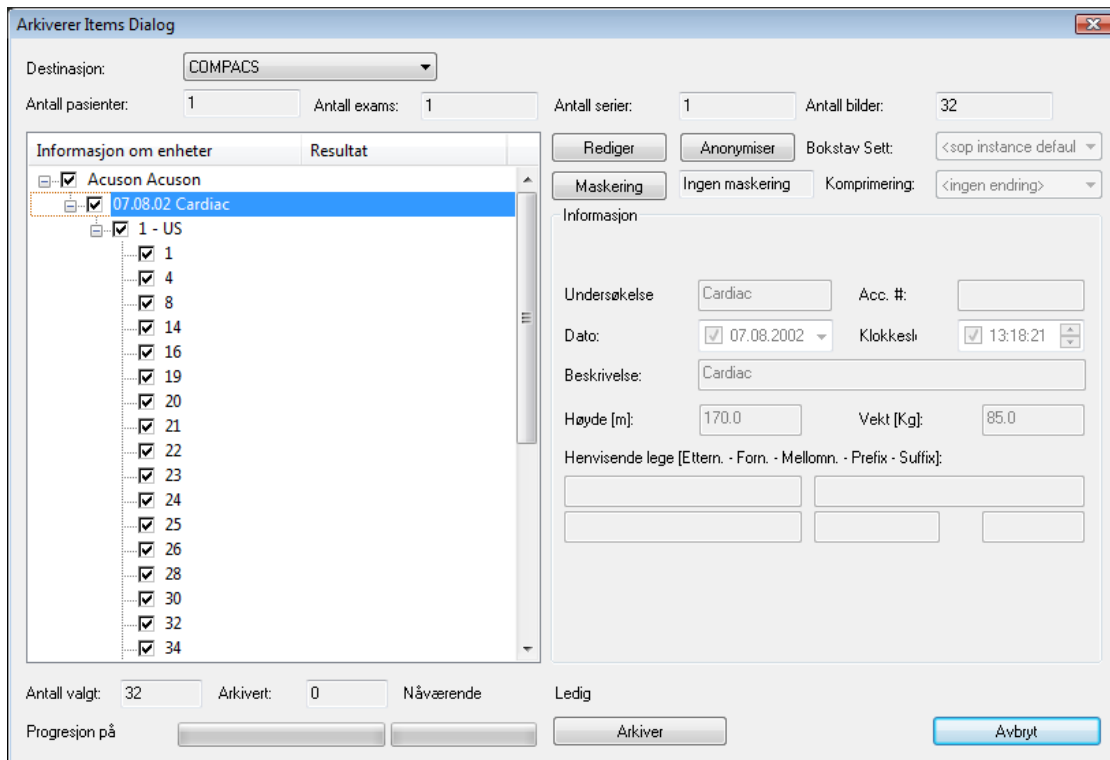 Arkiverer Items Dialog
Destinasjon: COMPACS
Antall pasienter: 1 Antall exams: 1 Antall serier: 1 Antall bilder: 32
Informasjon om enheter Resultat
Rediger Anonymiser Bokstav Sett: <sop instance defaul
Maskering Ingen maskering Komprimering: <ingen endring>
Acuson Acuson
07.08.02 Cardiac
1 - US
1
4
8
14
16
19
20
21
22
23
24
25
26
28
30
32
34
Informasjon
Undersøkelse Cardiac Acc. #:
Dato: 07.08.2002 Klokkesl
Beskrivelse: Cardiac
13:18:21
Høyde [m]: 170.0 Vekt [Kg]: 85.0
Henvisende lege [Ettern. - Forn. - Mellomn. - Prefix - Suffix]:
Antall valgt: 32 Arkivert: 0 Nåværende Ledig
Progresjon på Arkiver Avbryt